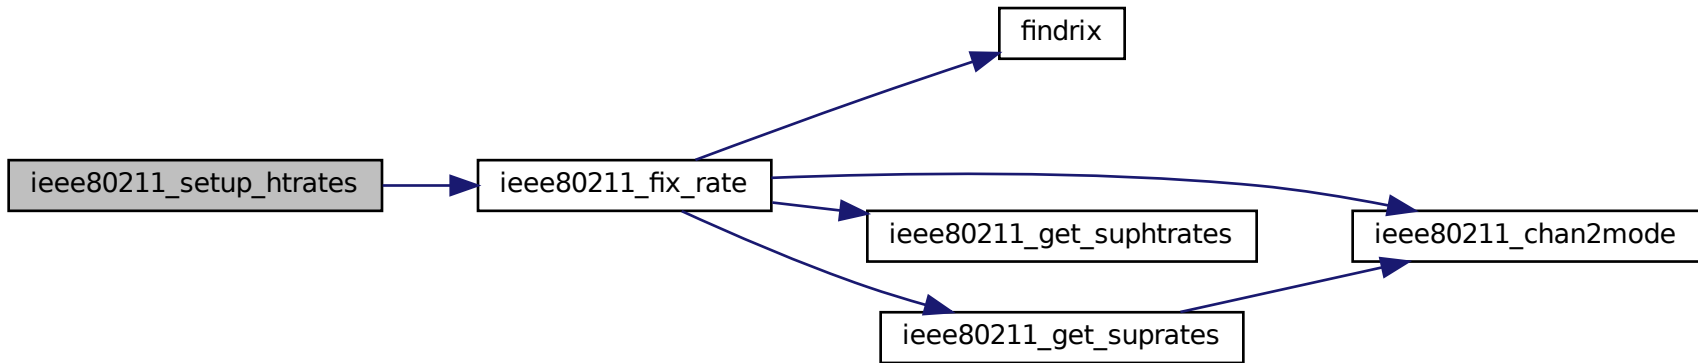 findrix
ieee80211_setup_htrates
ieee80211_fix_rate
ieee80211_get_suphtrates
ieee80211_chan2mode
ieee80211_get_suprates